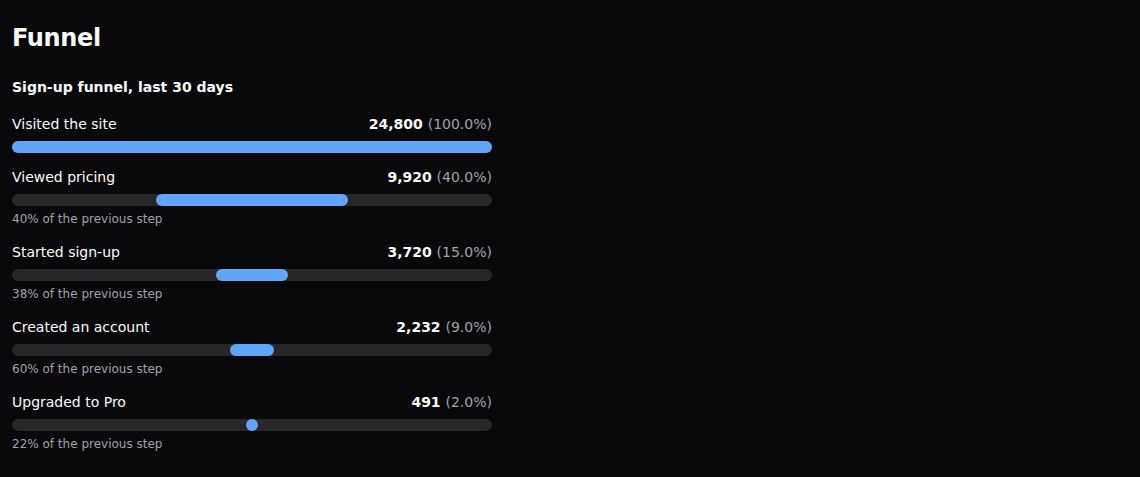 Funnel
Sign-up funnel, last 30 days
Visited the site 24,800 (100.0%)
Viewed pricing 9,920 (40.0%)
40% of the previous step
Started sign-up 3,720 (15.0%)
38% of the previous step
Created an account 2,232 (9.0%)
60% of the previous step
Upgraded to Pro 491 (2.0%)
22% of the previous step